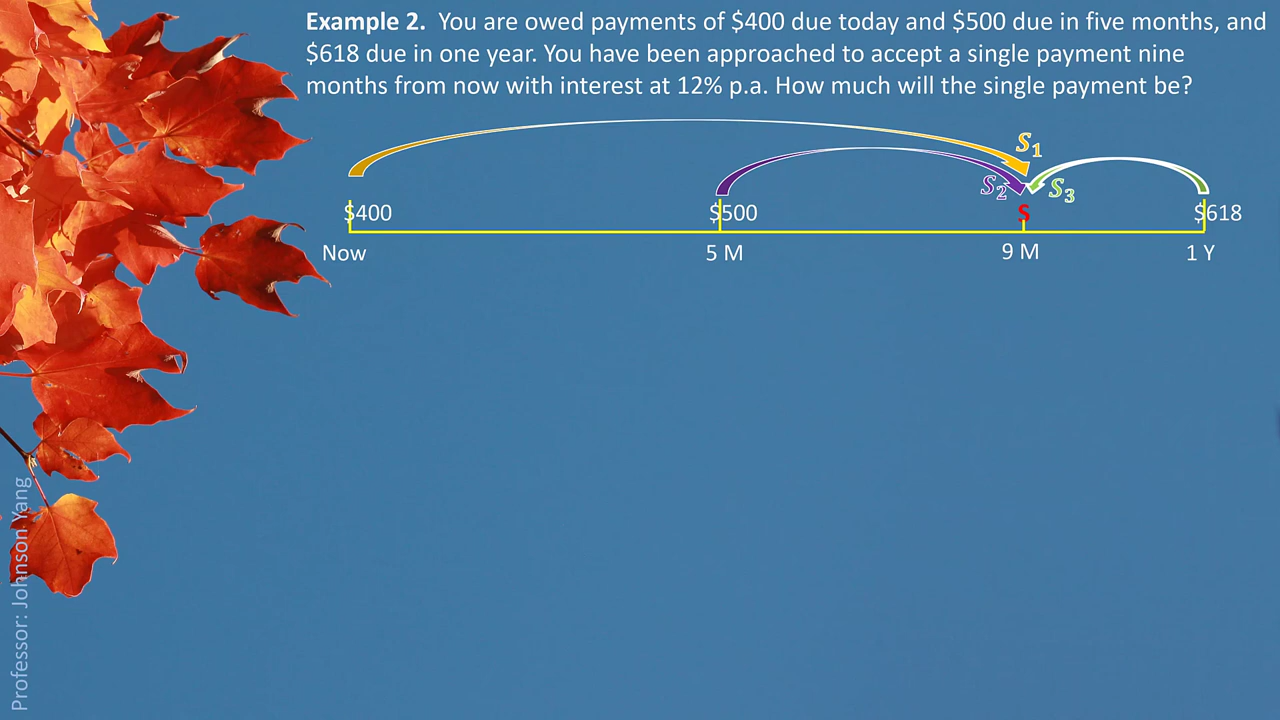 Example 2.  You are owed payments of $400 due today and $500 due in five months, and
$618 due in one year. You have been approached to accept a single payment nine
months from now with interest at 12% p.a. How much will the single payment be?
S₁
S₂ S₃
$400 $500 S $618
Now 5 M 9 M 1 Y
Professor: Johnson Yang